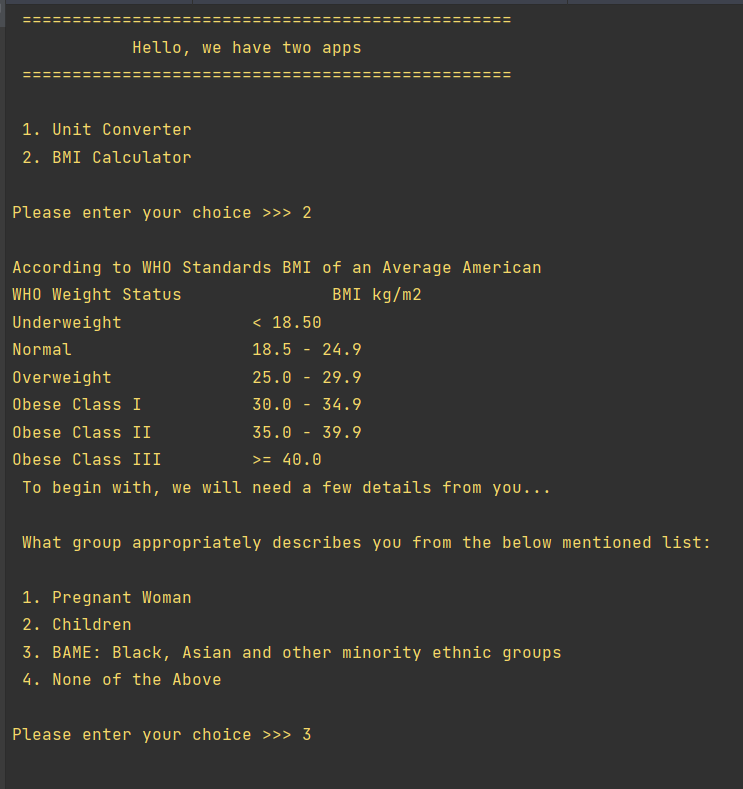 =================================================
Hello, we have two apps
=================================================
1. Unit Converter
2. BMI Calculator
Please enter your choice >>> 2
According to WHO Standards BMI of an Average American
WHO Weight Status               BMI kg/m2
Underweight             < 18.50
Normal                  18.5 - 24.9
Overweight              25.0 - 29.9
Obese Class I           30.0 - 34.9
Obese Class II          35.0 - 39.9
Obese Class III         >= 40.0
To begin with, we will need a few details from you...
What group appropriately describes you from the below mentioned list:
1. Pregnant Woman
2. Children
3. BAME: Black, Asian and other minority ethnic groups
4. None of the Above
Please enter your choice >>> 3